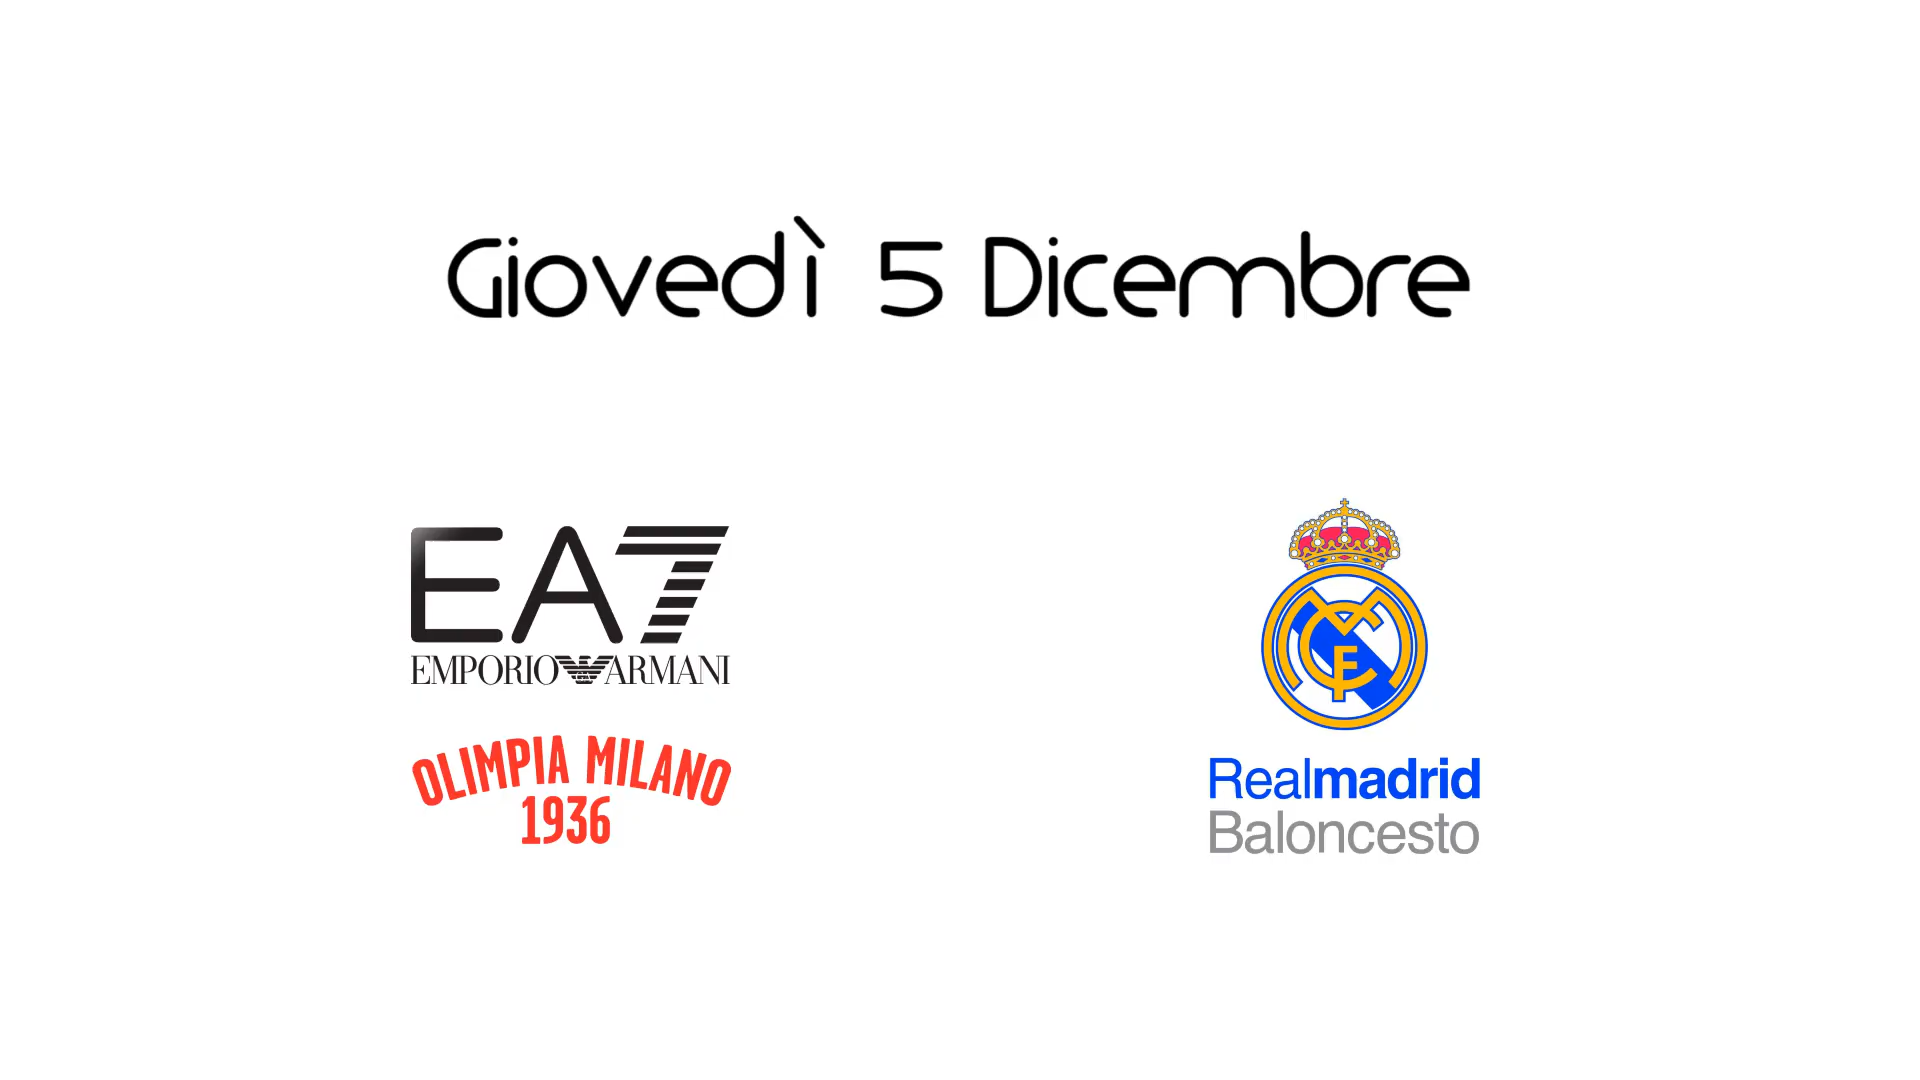 Giovedì 5 Dicembre
EA7
EMPORIO ARMANI
OLIMPIA MILANO
1936
Realmadrid
Baloncesto